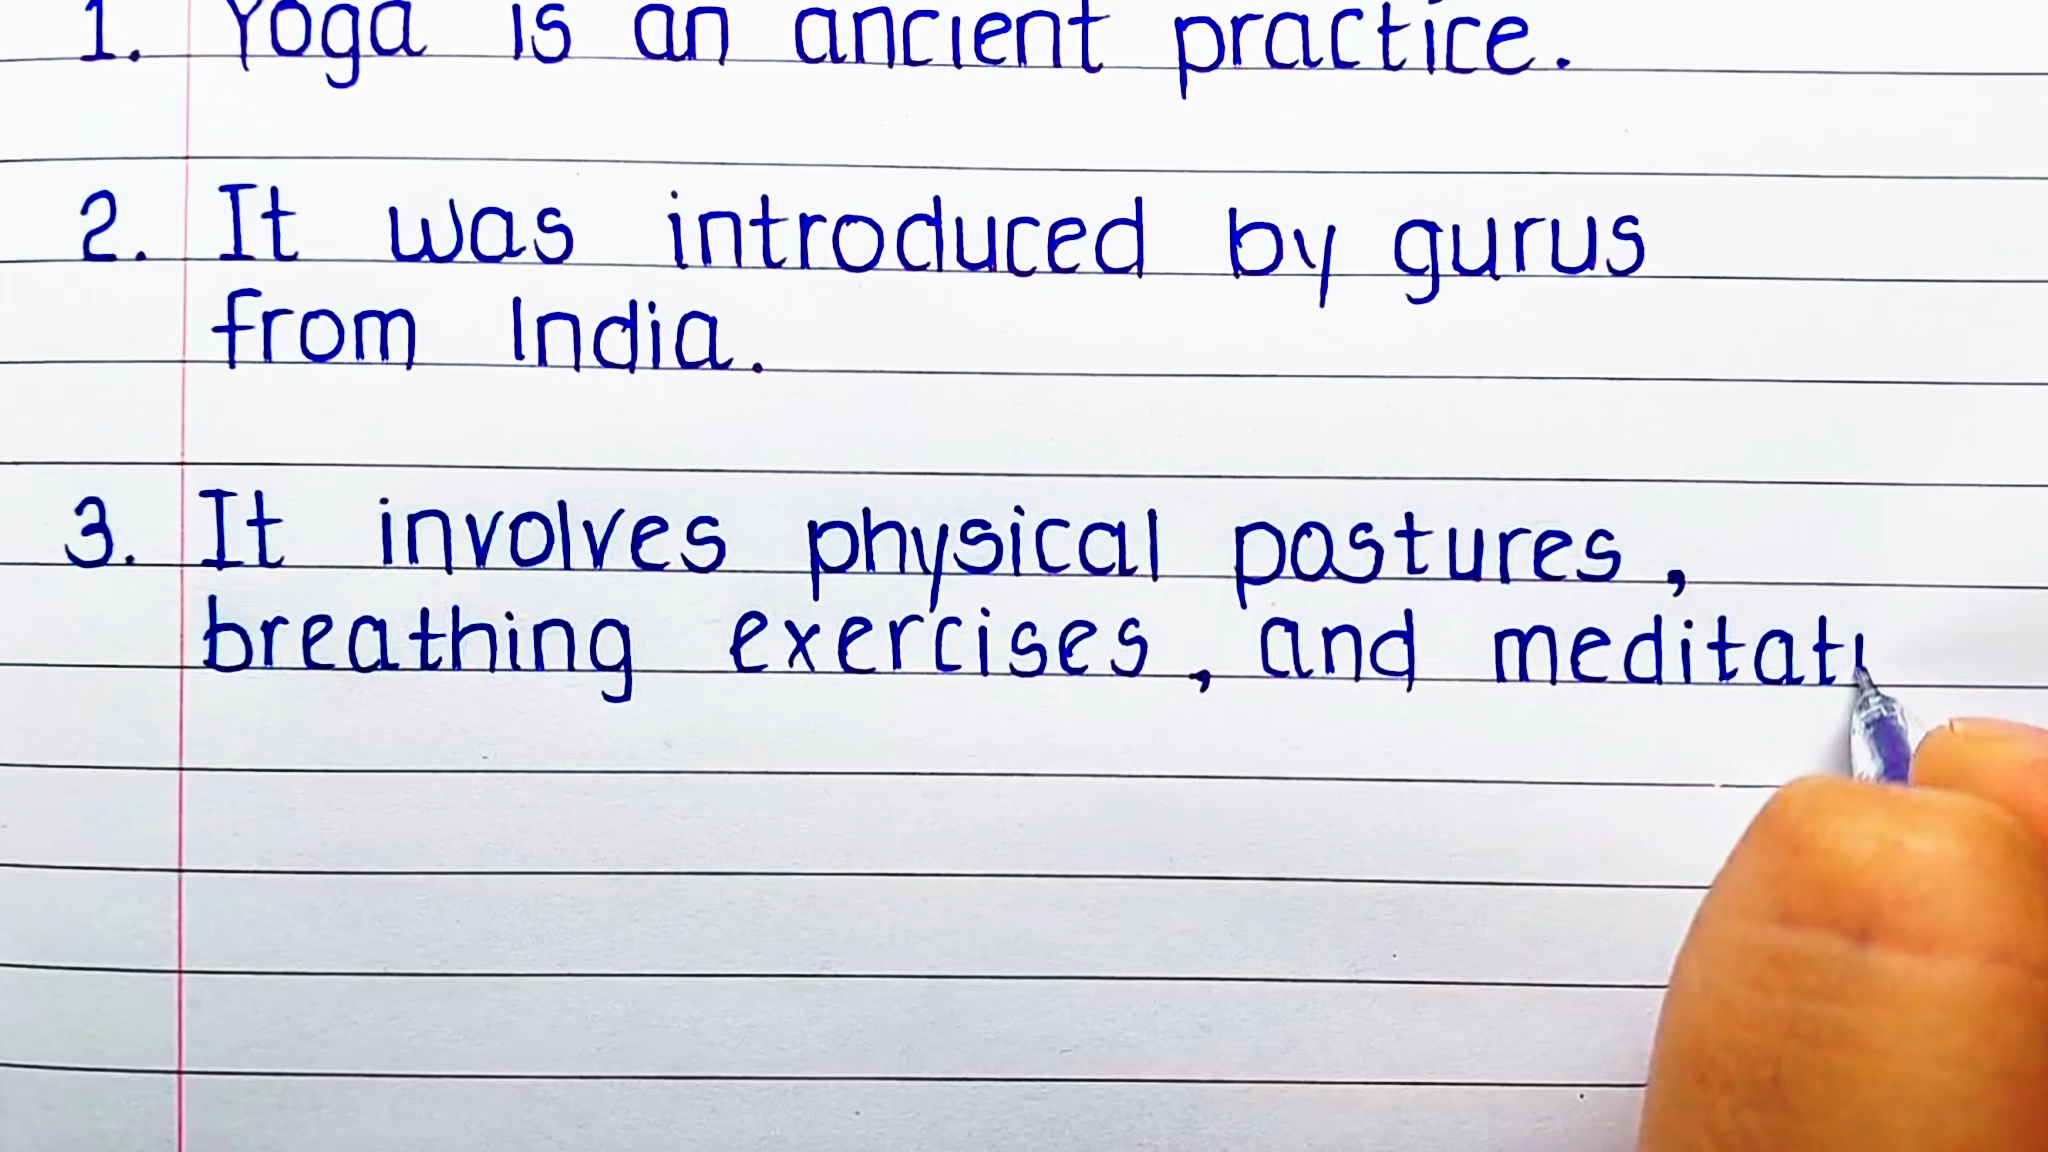 1. Yoga is an ancient practice.
2. It was introduced by gurus
from India.
3. It involves physical postures,
breathing exercises, and meditati